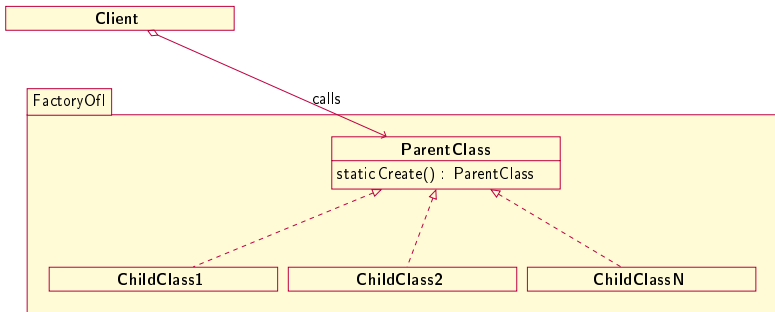 Client
calls
FactoryOfI
ParentClass
static Create() : ParentClass
ChildClass1
ChildClass2
ChildClassN